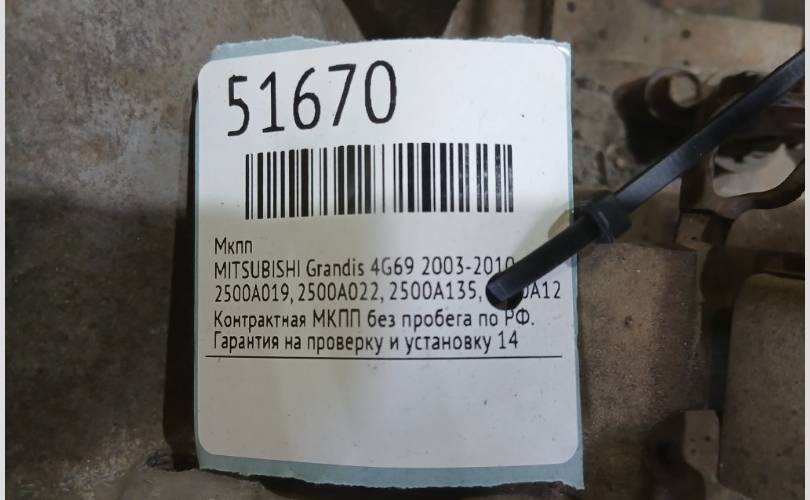 51670
Мкпп
MITSUBISHI Grandis 4G69 2003-2010
2500A019, 2500A022, 2500A135,
Контрактная МКПП без пробега по РФ.
Гарантия на проверку и установку 14